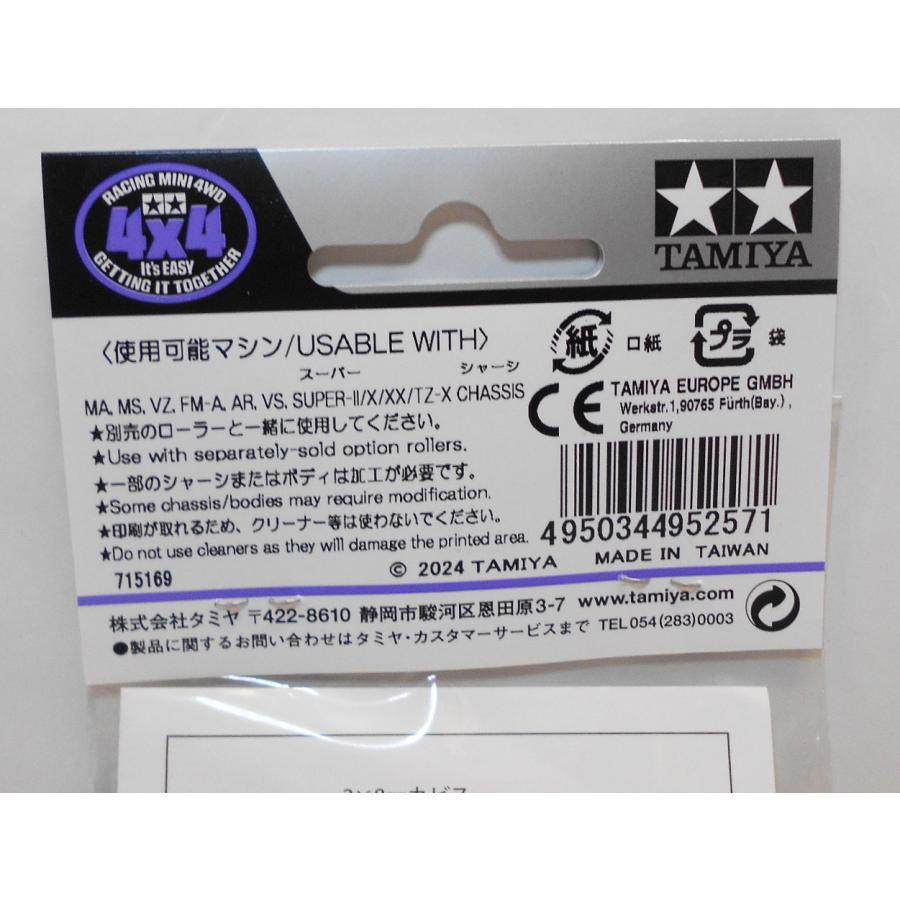 RACING MINI 4WD
4x4
It's EASY
GETTING IT TOGETHER
TAMIYA
〈使用可能マシン/USABLE WITH〉
スーパー シャーシ
MA, MS, VZ, FM-A, AR, VS, SUPER-II/X/XX/TZ-X CHASSIS
★別売のローラーと一緒に使用してください。
★Use with separately-sold option rollers.
★一部のシャーシまたはボディは加工が必要です。
★Some chassis/bodies may require modification.
★印刷が取れるため、クリーナー等は使わないでください。
★Do not use cleaners as they will damage the printed area.
715169
© 2024 TAMIYA
紙 口紙
プラ 袋
CE
TAMIYA EUROPE GMBH
Werkstr.1,90765 Fürth(Bay.),
Germany
4950344952571
MADE IN TAIWAN
株式会社タミヤ 〒422-8610 静岡市駿河区恩田原3-7 www.tamiya.com
●製品に関するお問い合わせはタミヤ・カスタマーサービスまで TEL054(283)0003